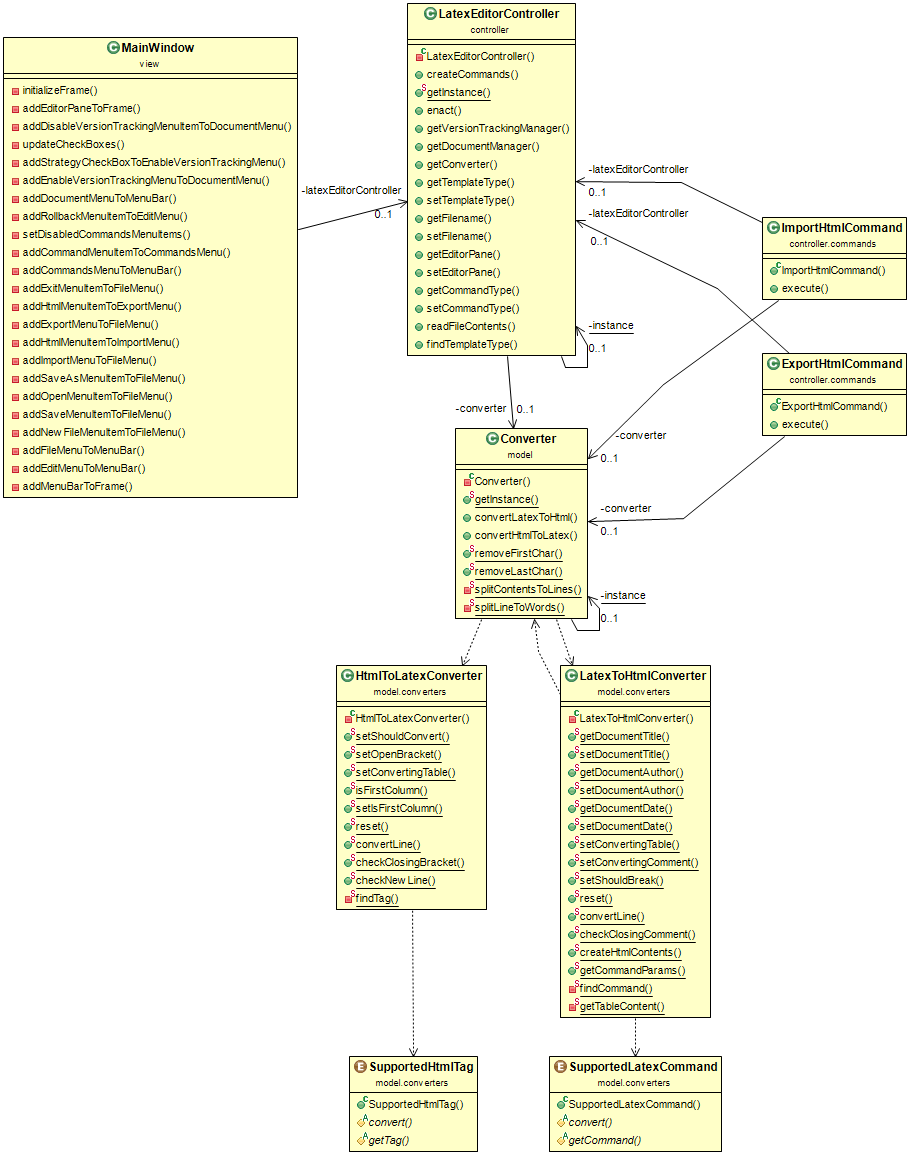 LatexEditorController
controller
LatexEditorController()
createCommands()
getInstance()
enact()
getVersionTrackingManager()
getDocumentManager()
getConverter()
getTemplateType()
setTemplateType()
getFilename()
setFilename()
getEditorPane()
setEditorPane()
getCommandType()
setCommandType()
readFileContents()
findTemplateType()
MainWindow
view
initializeFrame()
addEditorPaneToFrame()
addDisableVersionTrackingMenuItemToDocumentMenu()
updateCheckBoxes()
addStrategyCheckBoxToEnableVersionTrackingMenu()
addEnableVersionTrackingMenuToDocumentMenu()
addDocumentMenuToMenuBar()
addRollbackMenuItemToEditMenu()
setDisabledCommandsMenuItems()
addCommandMenuItemToCommandsMenu()
addCommandsMenuToMenuBar()
addExitMenuItemToFileMenu()
addHtmlMenuItemToExportMenu()
addExportMenuToFileMenu()
addHtmlMenuItemToImportMenu()
addImportMenuToFileMenu()
addSaveAsMenuItemToFileMenu()
addOpenMenuItemToFileMenu()
addSaveMenuItemToFileMenu()
addNewFileMenuItemToFileMenu()
addFileMenuToMenuBar()
addEditMenuToMenuBar()
addMenuBarToFrame()
-latexEditorController
0..1
-latexEditorController
0..1
-latexEditorController
0..1
-instance
0..1
ImportHtmlCommand
controller.commands
ImportHtmlCommand()
execute()
ExportHtmlCommand
controller.commands
ExportHtmlCommand()
execute()
-converter
0..1
-converter
0..1
-converter
0..1
Converter
model
Converter()
getInstance()
convertLatexToHtml()
convertHtmlToLatex()
removeFirstChar()
removeLastChar()
splitContentsToLines()
splitLineToWords()
-instance
0..1
HtmlToLatexConverter
model.converters
HtmlToLatexConverter()
setShouldConvert()
setOpenBracket()
setConvertingTable()
isFirstColumn()
setIsFirstColumn()
reset()
convertLine()
checkClosingBracket()
checkNewLine()
findTag()
LatexToHtmlConverter
model.converters
LatexToHtmlConverter()
getDocumentTitle()
setDocumentTitle()
getDocumentAuthor()
setDocumentAuthor()
getDocumentDate()
setDocumentDate()
setConvertingTable()
setConvertingComment()
setShouldBreak()
reset()
convertLine()
checkClosingComment()
createHtmlContents()
getCommandParams()
findCommand()
getTableContent()
SupportedHtmlTag
model.converters
SupportedHtmlTag()
convert()
getTag()
SupportedLatexCommand
model.converters
SupportedLatexCommand()
convert()
getCommand()